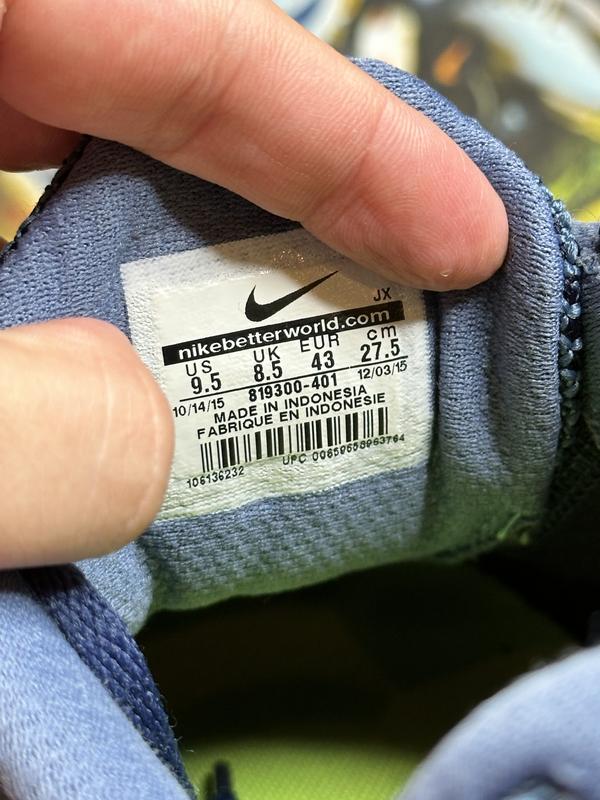 JX
nikebetterworld.com
US UK EUR cm
9.5 8.5 43 27.5
10/14/15 819300-401 12/03/15
MADE IN INDONESIA
FABRIQUE EN INDONESIE
106136232 UPC